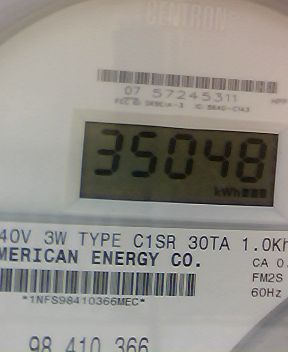 CENTRON
07 57245311
35048
kWh
40V 3W TYPE C1SR 30TA 1.0Kh
MERICAN ENERGY CO.
CA 0.
FM2S
*1NFS98410366MEC*
60Hz
98 410 366